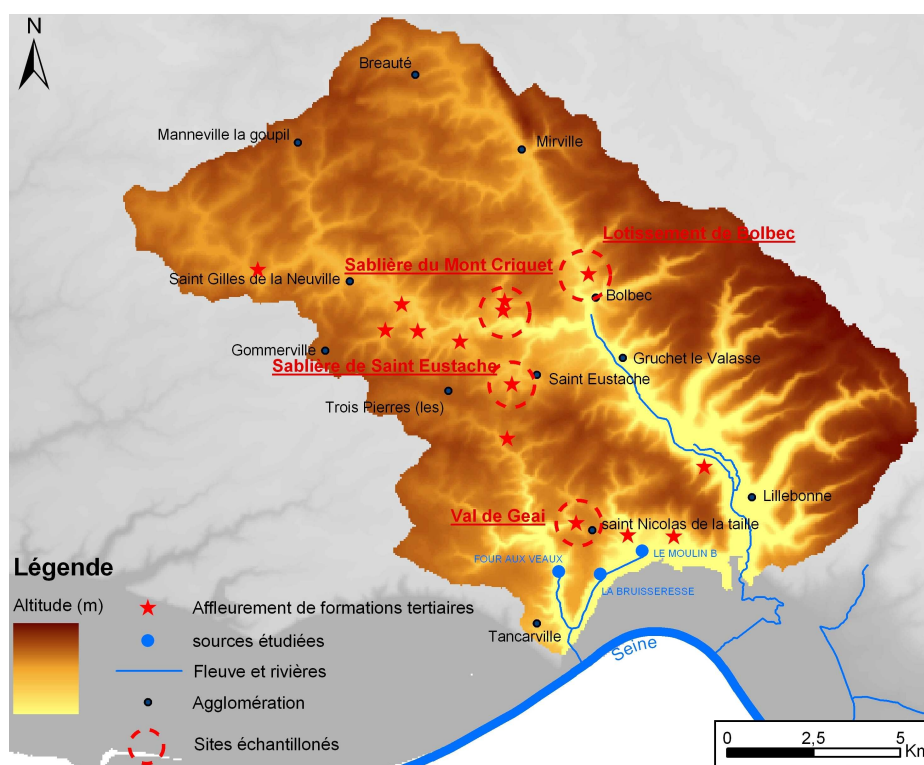 N
Breauté
Manneville la goupil
Mirville
Lotissement de Bolbec
Sablière du Mont Criquet
Saint Gilles de la Neuville
Bolbec
Gommerville
Gruchet le Valasse
Sablière de Saint Eustache
Saint Eustache
Trois Pierres (les)
Lillebonne
Val de Geai
saint Nicolas de la taille
FOUR AUX VEAUX
LE MOULIN B
LA BRUISSERESSE
Tancarville
Seine
Légende
Altitude (m)
Affleurement de formations tertiaires
sources étudiées
Fleuve et rivières
Agglomération
Sites échantillonés
0 2,5 5
Km